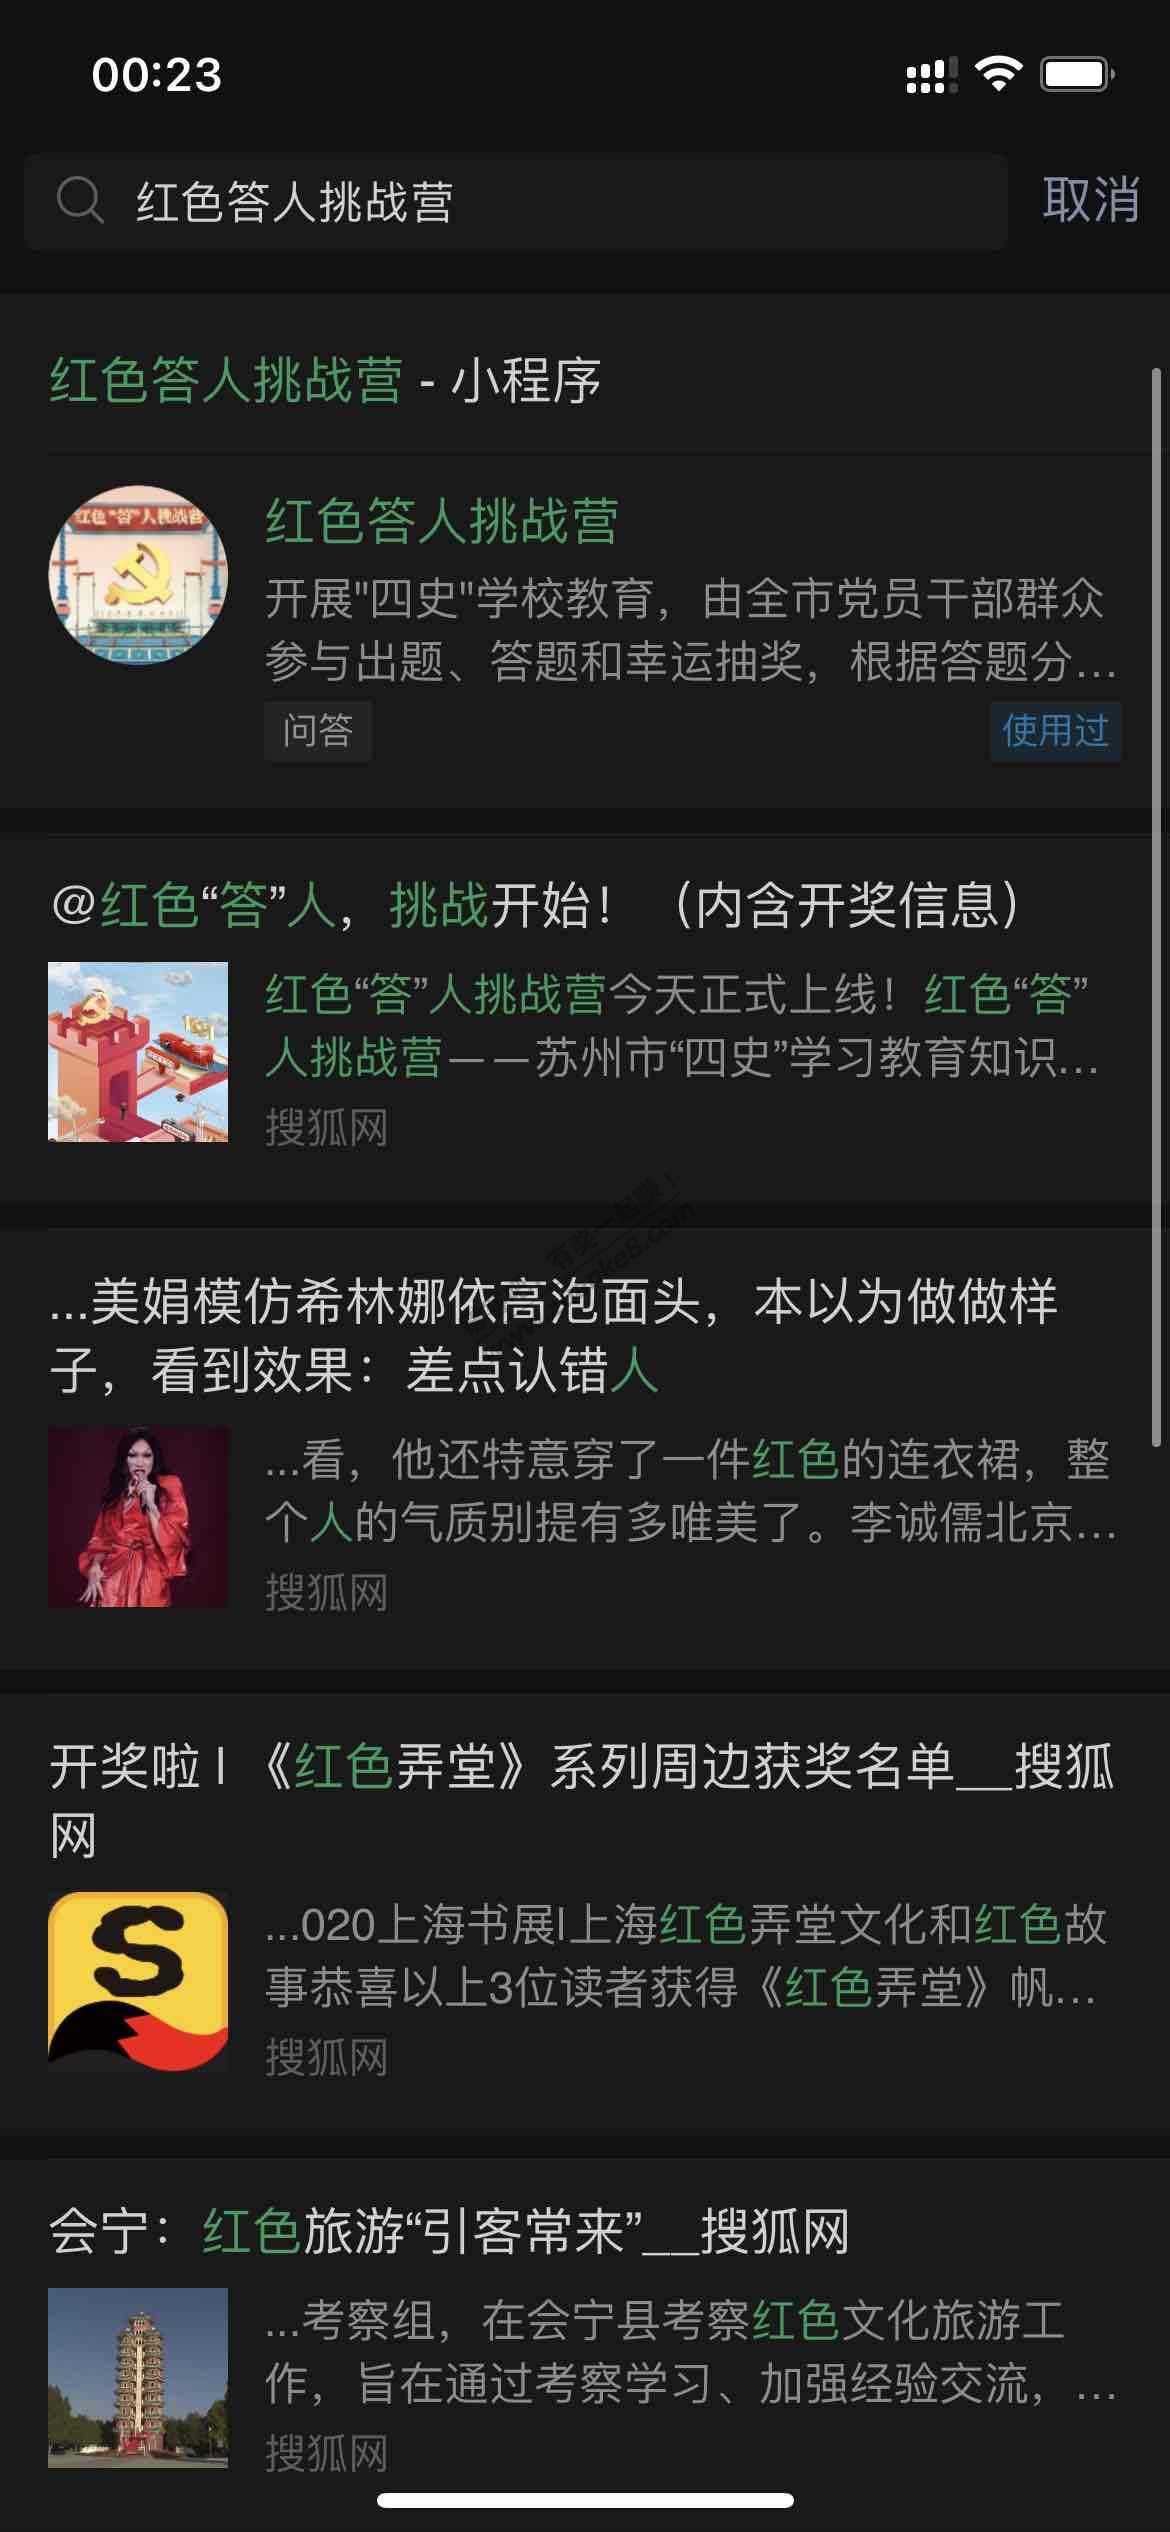 00:23
红色答人挑战营
取消
红色答人挑战营 - 小程序
红色“答”人挑战营
红色答人挑战营
开展"四史"学校教育，由全市党员干部群众
参与出题、答题和幸运抽奖，根据答题分...
问答
使用过
@红色“答”人，挑战开始！（内含开奖信息）
红色“答”人挑战营今天正式上线！红色“答”
人挑战营——苏州市“四史”学习教育知识...
搜狐网
...美娟模仿希林娜依高泡面头，本以为做做样
子，看到效果：差点认错人
...看，他还特意穿了一件红色的连衣裙，整
个人的气质别提有多唯美了。李诚儒北京...
搜狐网
开奖啦 l 《红色弄堂》系列周边获奖名单__搜狐
网
S
...020上海书展|上海红色弄堂文化和红色故
事恭喜以上3位读者获得《红色弄堂》帆...
搜狐网
会宁：红色旅游“引客常来”__搜狐网
...考察组，在会宁县考察红色文化旅游工
作，旨在通过考察学习、加强经验交流，...
搜狐网